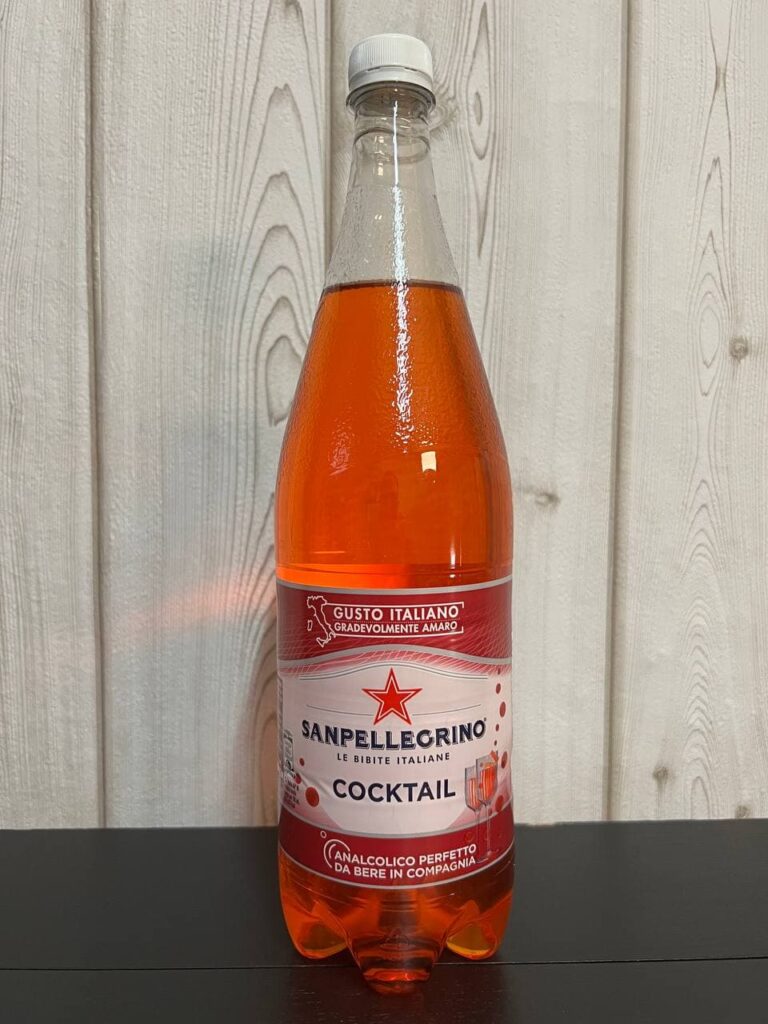 GUSTO ITALIANO
GRADEVOLMENTE AMARO
SANPELLEGRINO
LE BIBITE ITALIANE
COCKTAIL
ANALCOLICO PERFETTO
DA BERE IN COMPAGNIA